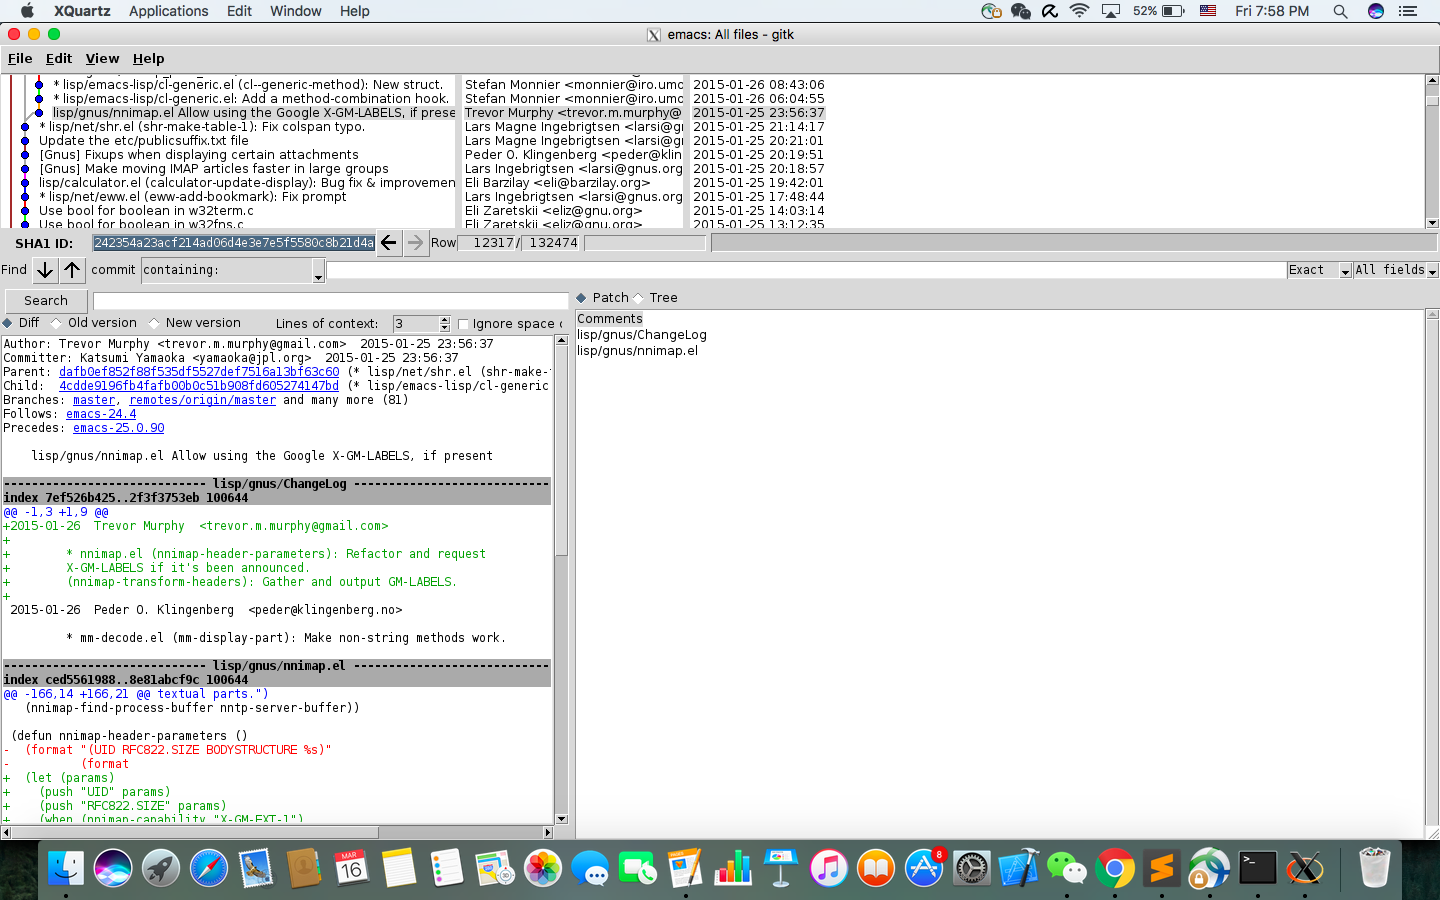 XQuartz Applications Edit Window Help 52% Fri 7:58 PM
emacs: All files - gitk
File Edit View Help
* lisp/emacs-lisp/cl-generic.el (cl--generic-method): New struct. Stefan Monnier <monnier@iro.umo 2015-01-26 08:43:06
* lisp/emacs-lisp/cl-generic.el: Add a method-combination hook. Stefan Monnier <monnier@iro.umo 2015-01-26 06:04:55
lisp/gnus/nnimap.el Allow using the Google X-GM-LABELS, if prese Trevor Murphy <trevor.m.murphy@ 2015-01-25 23:56:37
* lisp/net/shr.el (shr-make-table-1): Fix colspan typo. Lars Magne Ingebrigtsen <larsi@gr 2015-01-25 21:14:17
Update the etc/publicsuffix.txt file Lars Magne Ingebrigtsen <larsi@gr 2015-01-25 20:21:01
[Gnus] Fixups when displaying certain attachments Peder O. Klingenberg <peder@klin 2015-01-25 20:19:51
[Gnus] Make moving IMAP articles faster in large groups Lars Ingebrigtsen <larsi@gnus.org 2015-01-25 20:18:57
lisp/calculator.el (calculator-update-display): Bug fix & improvemen Eli Barzilay <eli@barzilay.org> 2015-01-25 19:42:01
* lisp/net/eww.el (eww-add-bookmark): Fix prompt Lars Ingebrigtsen <larsi@gnus.org 2015-01-25 17:48:44
Use bool for boolean in w32term.c Eli Zaretskii <eliz@gnu.org> 2015-01-25 14:03:14
Use bool for boolean in w32fns.c Eli Zaretskii <eliz@gnu.org> 2015-01-25 13:12:35
SHA1 ID: 242354a23acf214ad06d4e3e7e5f5580c8b21d4a Row 12317 / 132474
Find commit containing: Exact All fields
Search
Patch Tree
Diff Old version New version Lines of context: 3 Ignore space c
Comments
lisp/gnus/ChangeLog
lisp/gnus/nnimap.el
Author: Trevor Murphy <trevor.m.murphy@gmail.com> 2015-01-25 23:56:37
Committer: Katsumi Yamaoka <yamaoka@jpl.org> 2015-01-25 23:56:37
Parent: dafb0ef852f88f535df5527def7516a13bf63c60 (* lisp/net/shr.el (shr-make-
Child: 4cdde9196fb4fafb00b0c51b908fd605274147bd (* lisp/emacs-lisp/cl-generic
Branches: master, remotes/origin/master and many more (81)
Follows: emacs-24.4
Precedes: emacs-25.0.90
lisp/gnus/nnimap.el Allow using the Google X-GM-LABELS, if present
----------------------------- lisp/gnus/ChangeLog ----------------------------
index 7ef526b425..2f3f3753eb 100644
@@ -1,3 +1,9 @@
+2015-01-26  Trevor Murphy  <trevor.m.murphy@gmail.com>
+
+        * nnimap.el (nnimap-header-parameters): Refactor and request
+        X-GM-LABELS if it's been announced.
+        (nnimap-transform-headers): Gather and output GM-LABELS.
+
2015-01-26  Peder O. Klingenberg  <peder@klingenberg.no>
* mm-decode.el (mm-display-part): Make non-string methods work.
----------------------------- lisp/gnus/nnimap.el ----------------------------
index ced5561988..8e81abcf9c 100644
@@ -166,14 +166,21 @@ textual parts.")
(nnimap-find-process-buffer nntp-server-buffer))
(defun nnimap-header-parameters ()
-  (format "(UID RFC822.SIZE BODYSTRUCTURE %s)"
-          (format
+  (let (params)
+    (push "UID" params)
+    (push "RFC822.SIZE" params)
+    (when (nnimap-capability "X-GM-EXT-1")
MAR
16
8